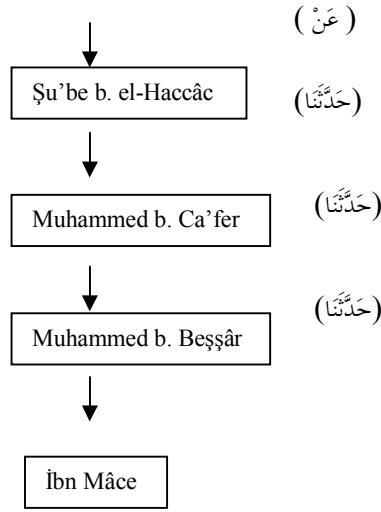 ( عَنْ )
Şu’be b. el-Haccâc
(حَدَّثَنَا)
Muhammed b. Ca’fer
(حَدَّثَنَا)
Muhammed b. Beşşâr
(حَدَّثَنَا)
İbn Mâce